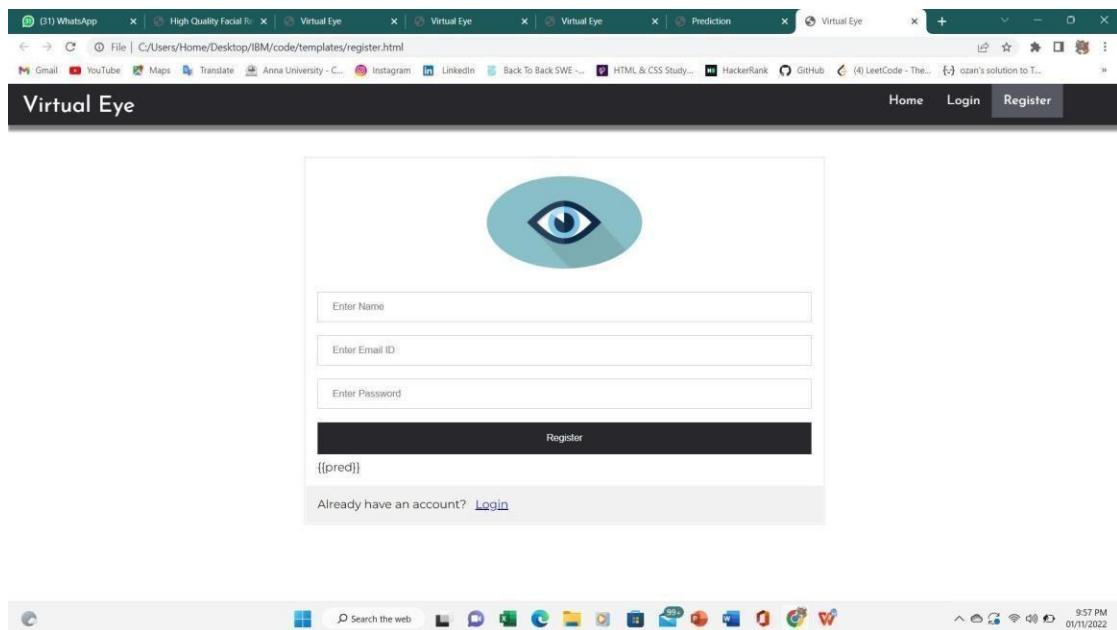 (31) WhatsApp
High Quality Facial Re
Virtual Eye
Virtual Eye
Virtual Eye
Prediction
Virtual Eye
File | C:/Users/Home/Desktop/IBM/code/templates/register.html
Gmail YouTube Maps Translate Anna University - C... Instagram LinkedIn Back To Back SWE -... HTML & CSS Study... HackerRank GitHub (4) LeetCode - The... {ozan's solution to T...
Virtual Eye
Home Login Register
Enter Name
Enter Email ID
Enter Password
Register
{{pred}}
Already have an account? Login
Search the web
99+
9:57 PM
01/11/2022